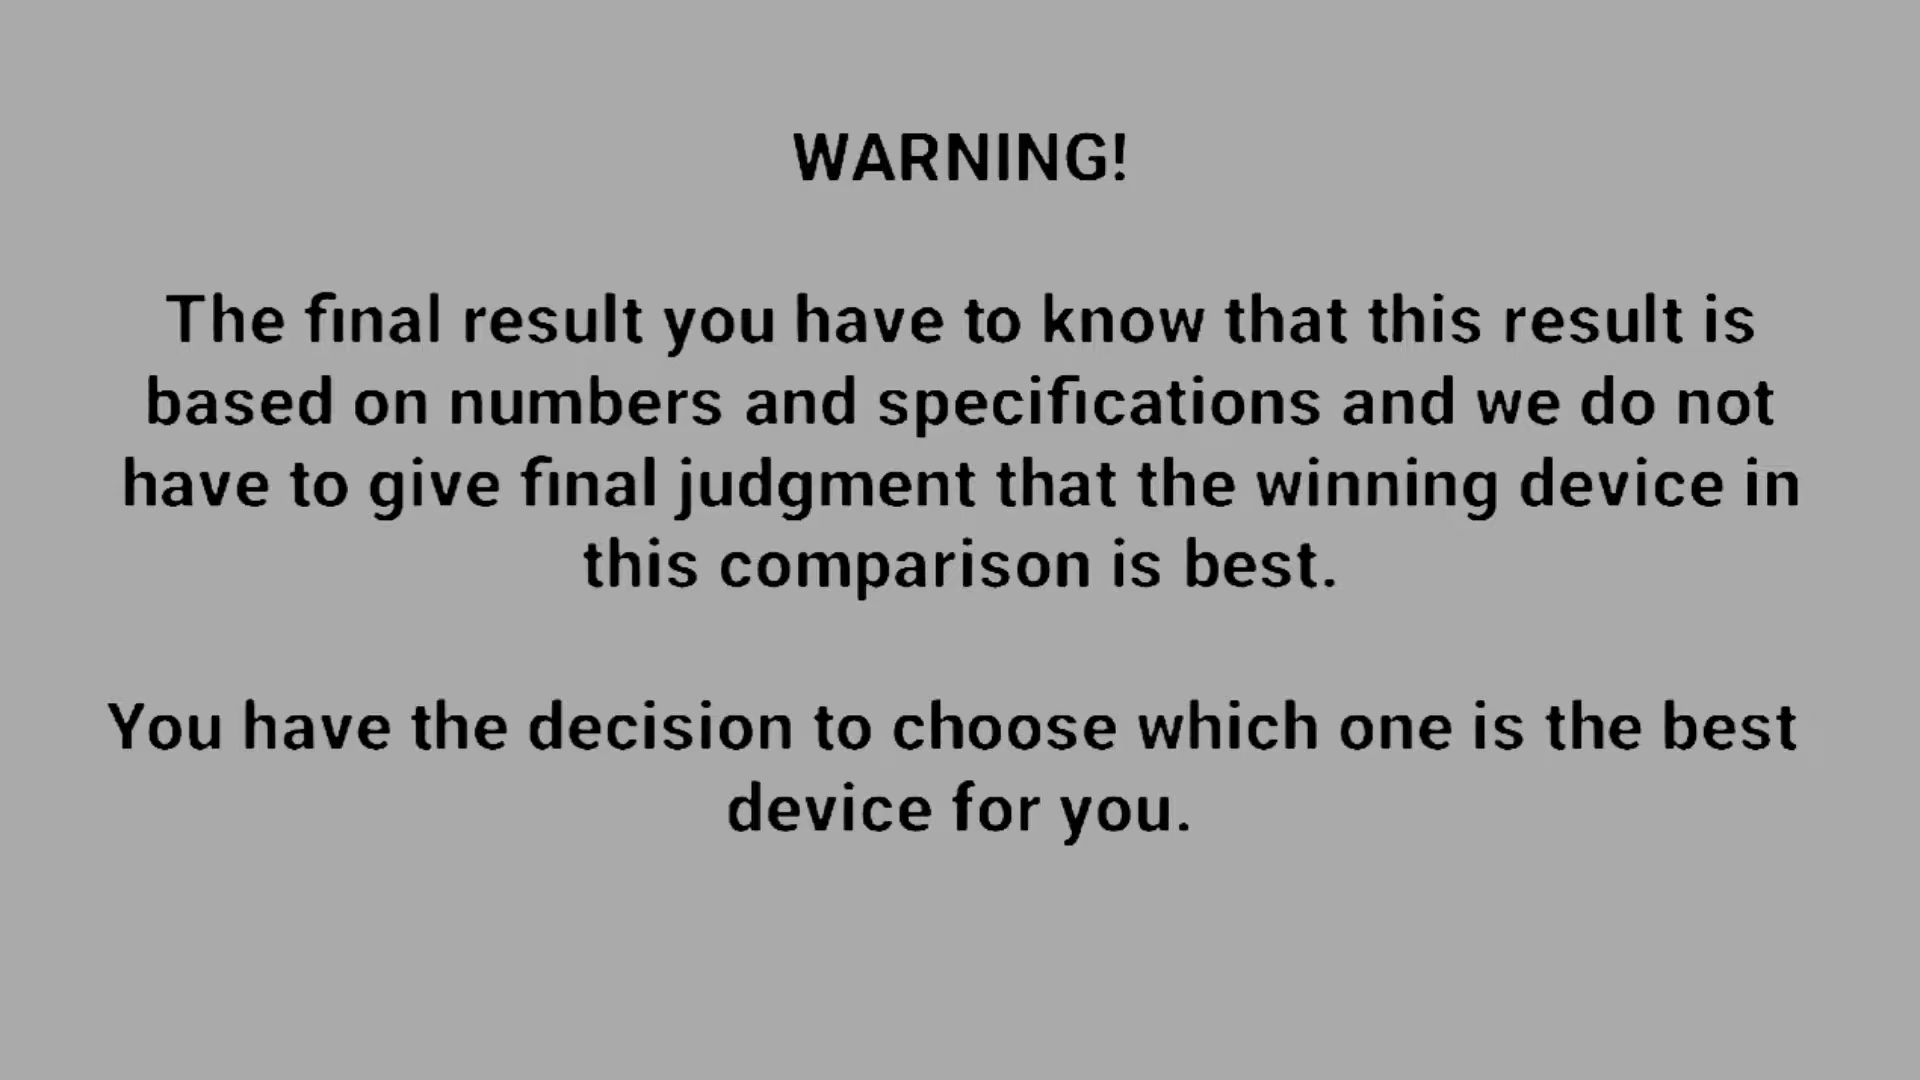 WARNING!
The final result you have to know that this result is
based on numbers and specifications and we do not
have to give final judgment that the winning device in
this comparison is best.
You have the decision to choose which one is the best
device for you.